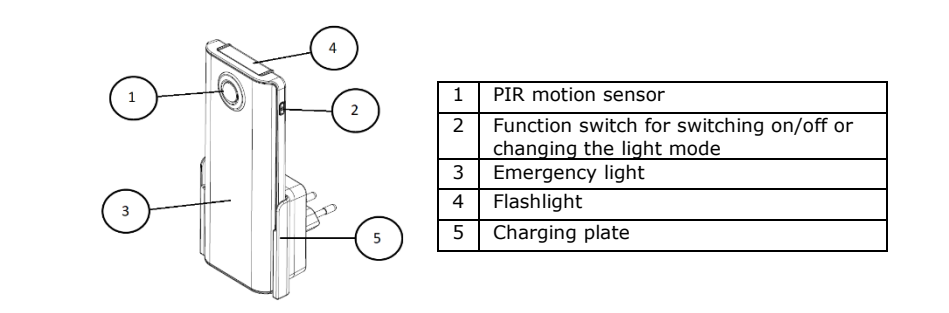 4
1
2
3
5
1 PIR motion sensor
2 Function switch for switching on/off or
changing the light mode
3 Emergency light
4 Flashlight
5 Charging plate